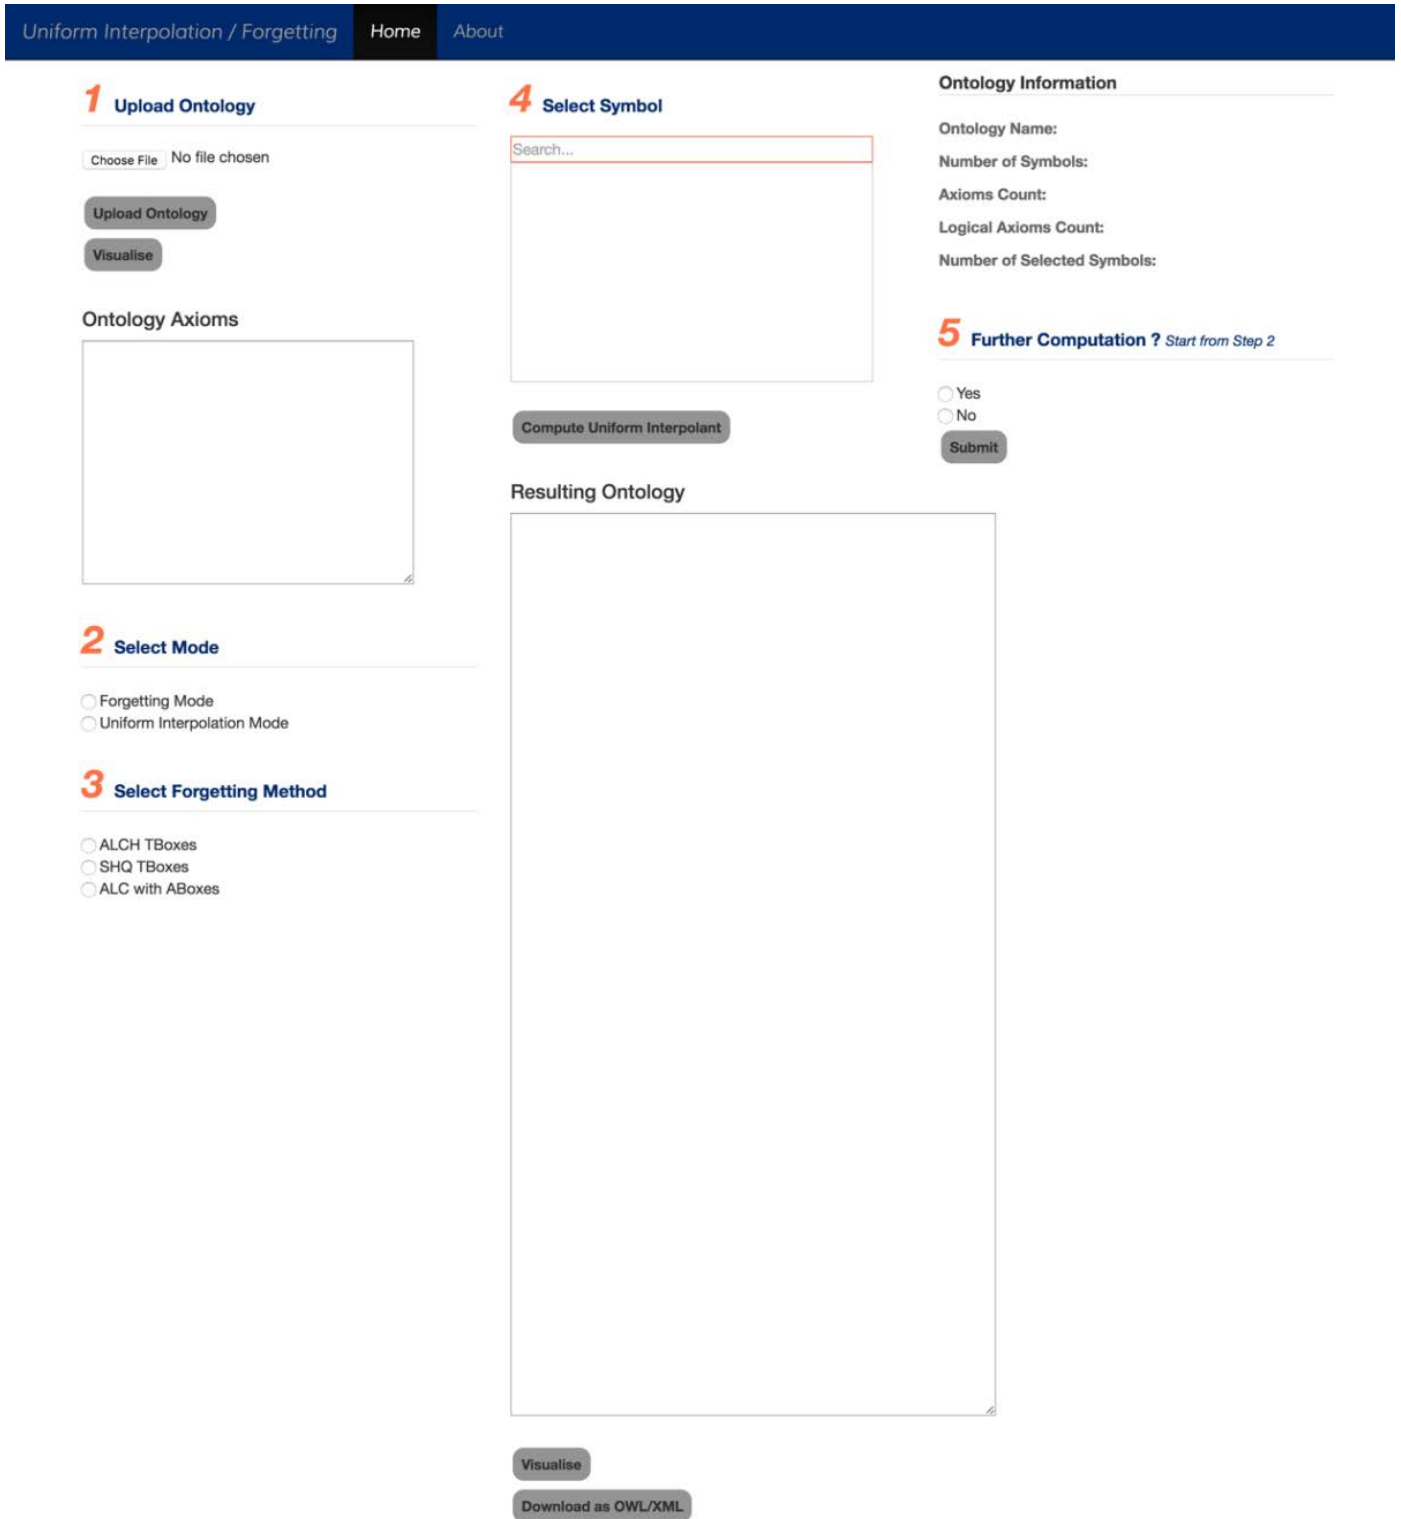 Uniform Interpolation / Forgetting Home About
1 Upload Ontology
Choose File No file chosen
Upload Ontology
Visualise
Ontology Axioms
2 Select Mode
Forgetting Mode
Uniform Interpolation Mode
3 Select Forgetting Method
ALCH TBoxes
SHQ TBoxes
ALC with ABoxes
4 Select Symbol
Search...
Compute Uniform Interpolant
Resulting Ontology
Visualise
Download as OWL/XML
Ontology Information
Ontology Name:
Number of Symbols:
Axioms Count:
Logical Axioms Count:
Number of Selected Symbols:
5 Further Computation ? Start from Step 2
Yes
No
Submit